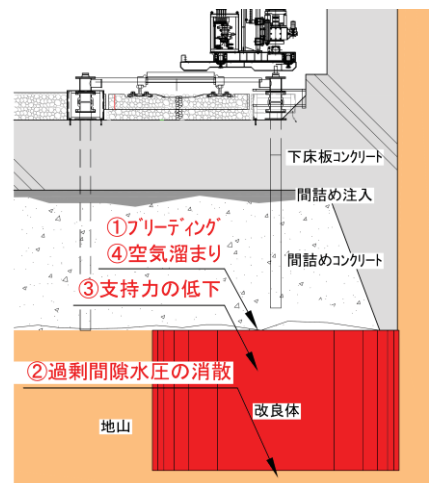 下床板コンクリート
間詰め注入
①ブリーディング
④空気溜まり
間詰めコンクリート
③支持力の低下
②過剰間隙水圧の消散
改良体
地山